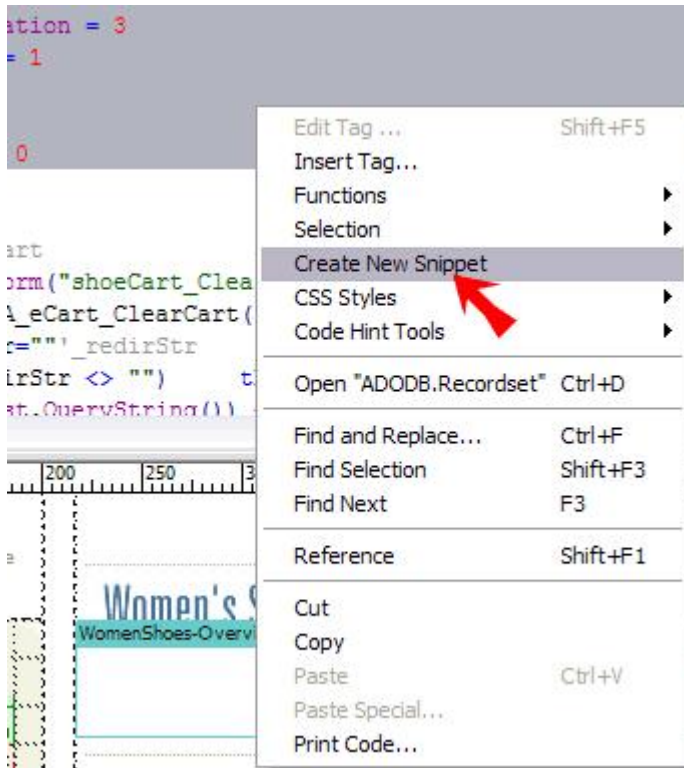 ation = 3
= 1
0
art
orm("shoeCart_Clea
A_eCart_ClearCart(
r=""'_redirStr
irStr <> "") t
st.QueryString())
200 250 3
e
Women's S
WomenShoes-Overvi
Edit Tag ... Shift+F5
Insert Tag...
Functions
Selection
Create New Snippet
CSS Styles
Code Hint Tools
Open "ADODB.Recordset" Ctrl+D
Find and Replace... Ctrl+F
Find Selection Shift+F3
Find Next F3
Reference Shift+F1
Cut
Copy
Paste Ctrl+V
Paste Special...
Print Code...